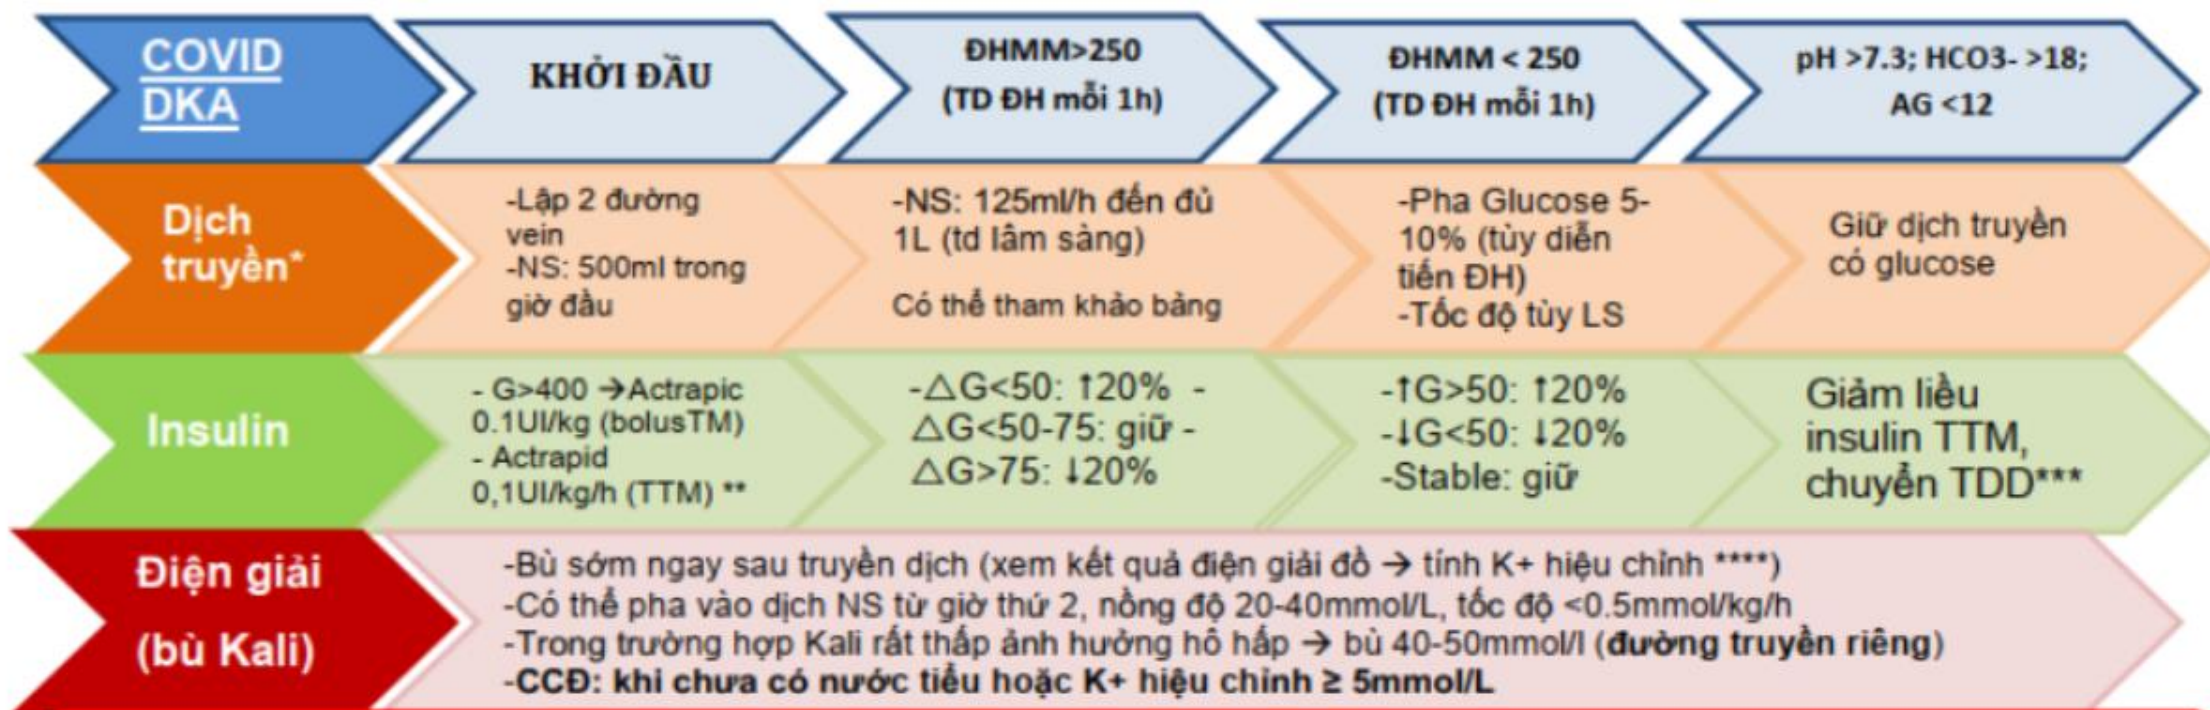 COVID
DKA
KHỞI ĐẦU
ĐHMM>250
(TD ĐH mỗi 1h)
ĐHMM < 250
(TD ĐH mỗi 1h)
pH >7.3; HCO3- >18;
AG <12
Dịch
truyền*
-Lập 2 đường
vein
-NS: 500ml trong
giờ đầu
-NS: 125ml/h đến đủ
1L (td lâm sàng)
Có thể tham khảo bảng
-Pha Glucose 5-
10% (tùy diễn
tiến ĐH)
-Tốc độ tùy LS
Giữ dịch truyền
có glucose
Insulin
- G>400 →Actrapic
0.1UI/kg (bolusTM)
- Actrapid
0,1UI/kg/h (TTM) **
-△G<50: ↑20% -
△G<50-75: giữ -
△G>75: ↓20%
-↑G>50: ↑20%
-↓G<50: ↓20%
-Stable: giữ
Giảm liều
insulin TTM,
chuyển TDD***
Điện giải
(bù Kali)
-Bù sớm ngay sau truyền dịch (xem kết quả điện giải đồ → tính K+ hiệu chỉnh ****)
-Có thể pha vào dịch NS từ giờ thứ 2, nồng độ 20-40mmol/L, tốc độ <0.5mmol/kg/h
-Trong trường hợp Kali rất thấp ảnh hưởng hô hấp → bù 40-50mmol/l (đường truyền riêng)
-CCĐ: khi chưa có nước tiểu hoặc K+ hiệu chỉnh ≥ 5mmol/L